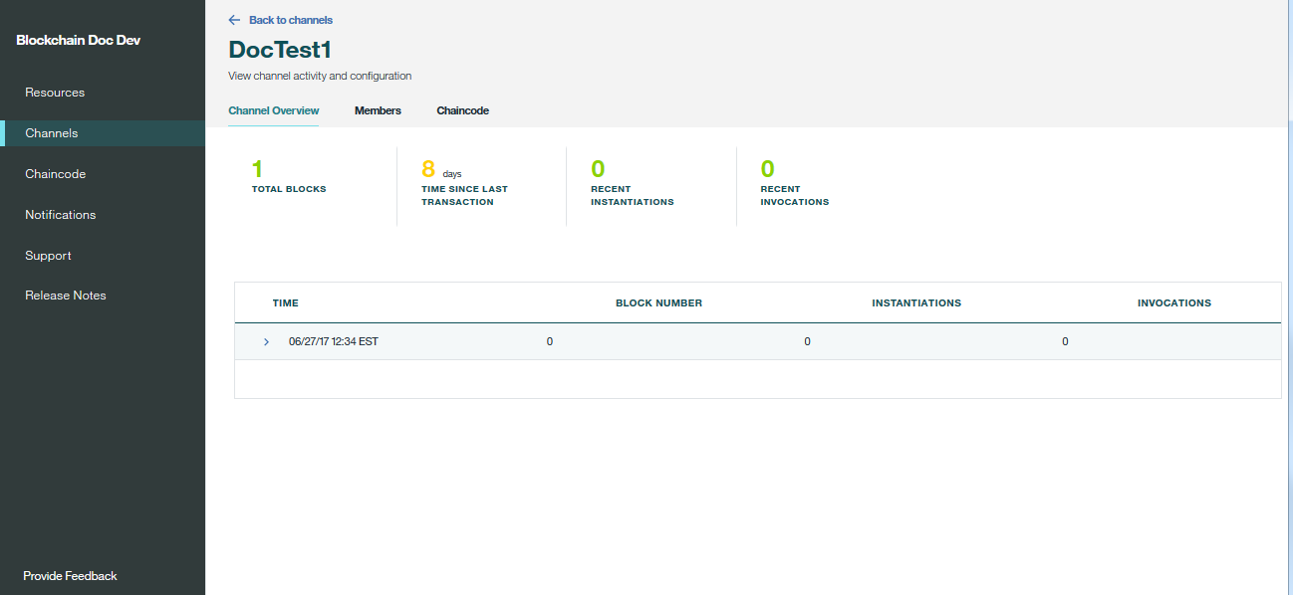 Blockchain Doc Dev
Resources
Channels
Chaincode
Notifications
Support
Release Notes
Provide Feedback
Back to channels
DocTest1
View channel activity and configuration
Channel Overview Members Chaincode
1
TOTAL BLOCKS
8 days
TIME SINCE LAST
TRANSACTION
0
RECENT
INSTANTIATIONS
0
RECENT
INVOCATIONS
TIME BLOCK NUMBER INSTANTIATIONS INVOCATIONS
06/27/17 12:34 EST 0 0 0